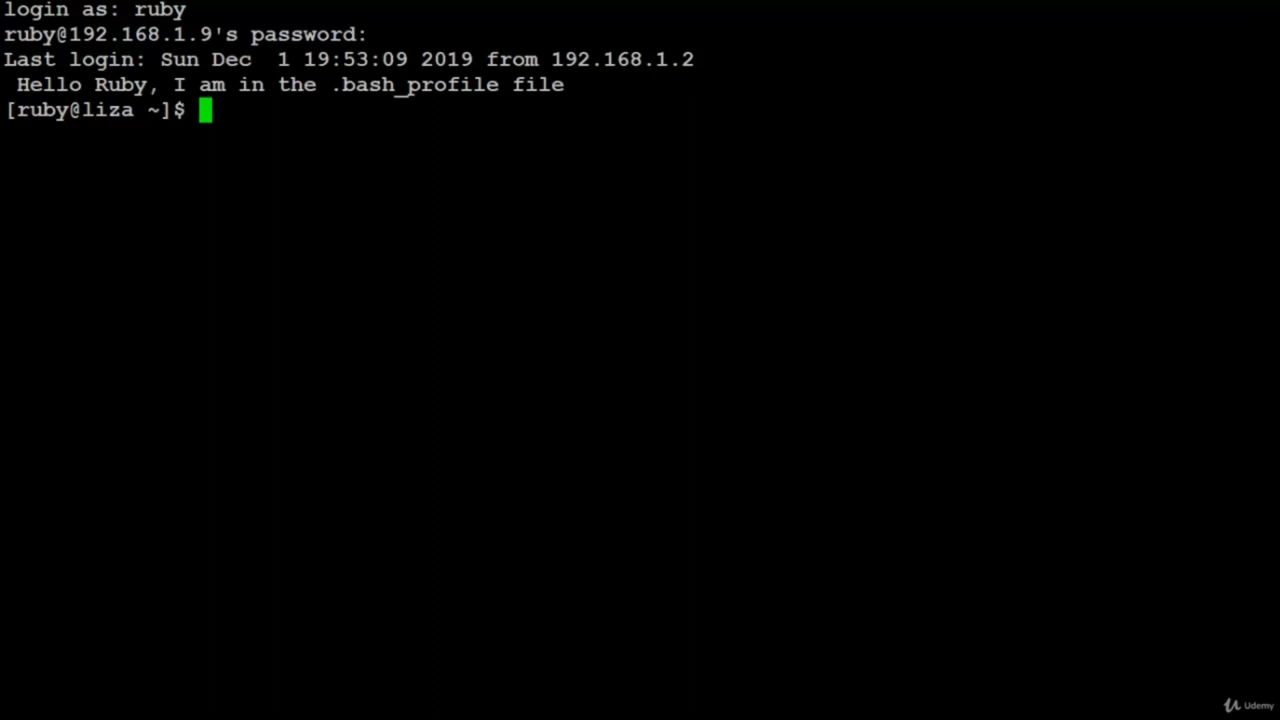 login as: ruby
ruby@192.168.1.9's password:
Last login: Sun Dec  1 19:53:09 2019 from 192.168.1.2
 Hello Ruby, I am in the .bash_profile file
[ruby@liza ~]$
Udemy